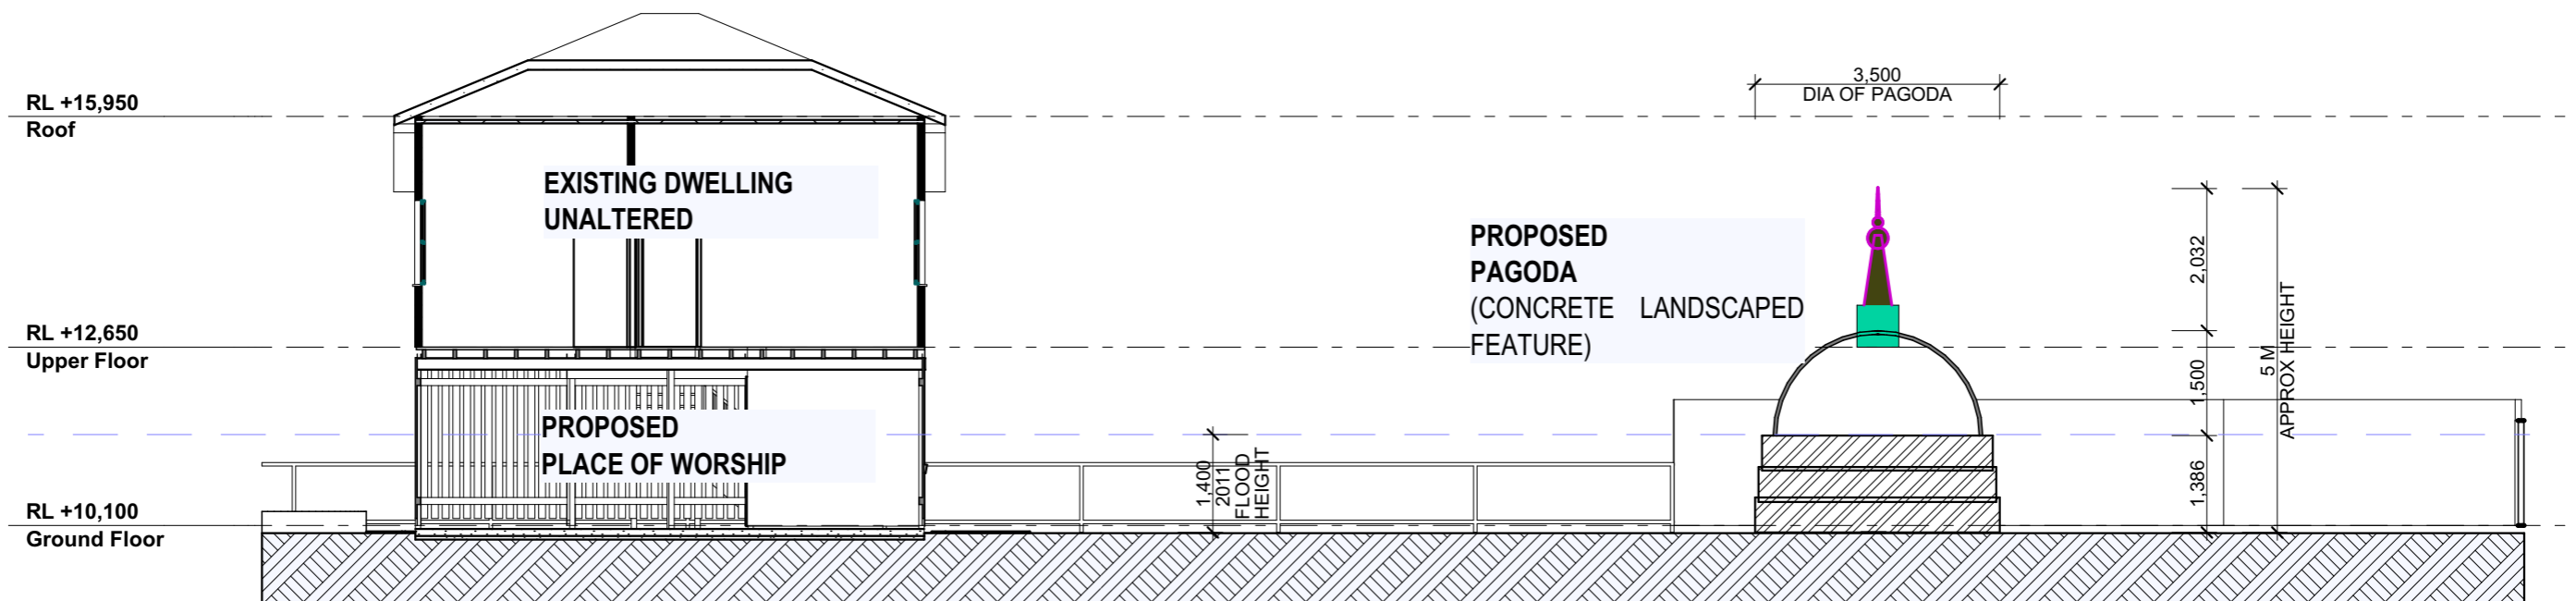 RL +15,950
Roof
3,500
DIA OF PAGODA
EXISTING DWELLING
UNALTERED
PROPOSED
PAGODA
(CONCRETE LANDSCAPED
FEATURE)
2,032
RL +12,650
Upper Floor
1,500
5 M
APPROX HEIGHT
PROPOSED
PLACE OF WORSHIP
1,400
2011
FLOOD
HEIGHT
1,386
RL +10,100
Ground Floor